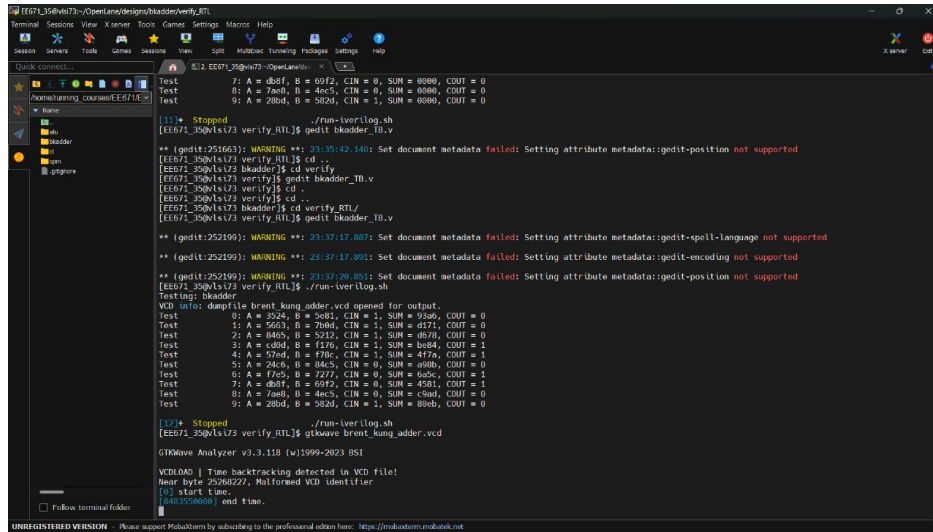 EE671_35@vlsi73:~/OpenLane/designs/bkadder/verify_RTL
Terminal Sessions View X server Tools Games Settings Macros Help
Session Servers Tools Games Sessions View Split MultiExec Tunneling Packages Settings Help X server Exit
Quick connect...
2. EE671_35@vlsi73:~/OpenLane/des
/home/running_courses/EE671/E
Name
..
alu
bkadder
ci
spm
.gitignore
Test 7: A = db8f, B = 69f2, CIN = 0, SUM = 0000, COUT = 0
Test 8: A = 7ae8, B = 4ec5, CIN = 0, SUM = 0000, COUT = 0
Test 9: A = 28bd, B = 582d, CIN = 1, SUM = 0000, COUT = 0
[11]+ Stopped ./run-iverilog.sh
[EE671_35@vlsi73 verify_RTL]$ gedit bkadder_TB.v
** (gedit:251663): WARNING **: 23:35:42.140: Set document metadata failed: Setting attribute metadata::gedit-position not supported
[EE671_35@vlsi73 verify_RTL]$ cd ..
[EE671_35@vlsi73 bkadder]$ cd verify
[EE671_35@vlsi73 verify]$ gedit bkadder_TB.v
[EE671_35@vlsi73 verify]$ cd .
[EE671_35@vlsi73 verify]$ cd ..
[EE671_35@vlsi73 bkadder]$ cd verify_RTL/
[EE671_35@vlsi73 verify_RTL]$ gedit bkadder_TB.v
** (gedit:252199): WARNING **: 23:37:17.887: Set document metadata failed: Setting attribute metadata::gedit-spell-language not supported
** (gedit:252199): WARNING **: 23:37:17.891: Set document metadata failed: Setting attribute metadata::gedit-encoding not supported
** (gedit:252199): WARNING **: 23:37:20.851: Set document metadata failed: Setting attribute metadata::gedit-position not supported
[EE671_35@vlsi73 verify_RTL]$ ./run-iverilog.sh
Testing: bkadder
VCD info: dumpfile brent_kung_adder.vcd opened for output.
Test 0: A = 3524, B = 5e81, CIN = 1, SUM = 93a6, COUT = 0
Test 1: A = 5663, B = 7b0d, CIN = 1, SUM = d171, COUT = 0
Test 2: A = 8465, B = 5212, CIN = 1, SUM = d678, COUT = 0
Test 3: A = cd0d, B = f176, CIN = 1, SUM = be84, COUT = 1
Test 4: A = 57ed, B = f78c, CIN = 1, SUM = 4f7a, COUT = 1
Test 5: A = 24c6, B = 84c5, CIN = 0, SUM = a98b, COUT = 0
Test 6: A = f7e5, B = 7277, CIN = 0, SUM = 6a5c, COUT = 1
Test 7: A = db8f, B = 69f2, CIN = 0, SUM = 4581, COUT = 1
Test 8: A = 7ae8, B = 4ec5, CIN = 0, SUM = c9ad, COUT = 0
Test 9: A = 28bd, B = 582d, CIN = 1, SUM = 80eb, COUT = 0
[12]+ Stopped ./run-iverilog.sh
[EE671_35@vlsi73 verify_RTL]$ gtkwave brent_kung_adder.vcd
GTKWave Analyzer v3.3.118 (w)1999-2023 BSI
VCDLOAD | Time backtracking detected in VCD file!
Near byte 25268227, Malformed VCD identifier
[0] start time.
[8483550000] end time.
Follow terminal folder
UNREGISTERED VERSION - Please support MobaXterm by subscribing to the professional edition here: https://mobaxterm.mobatek.net